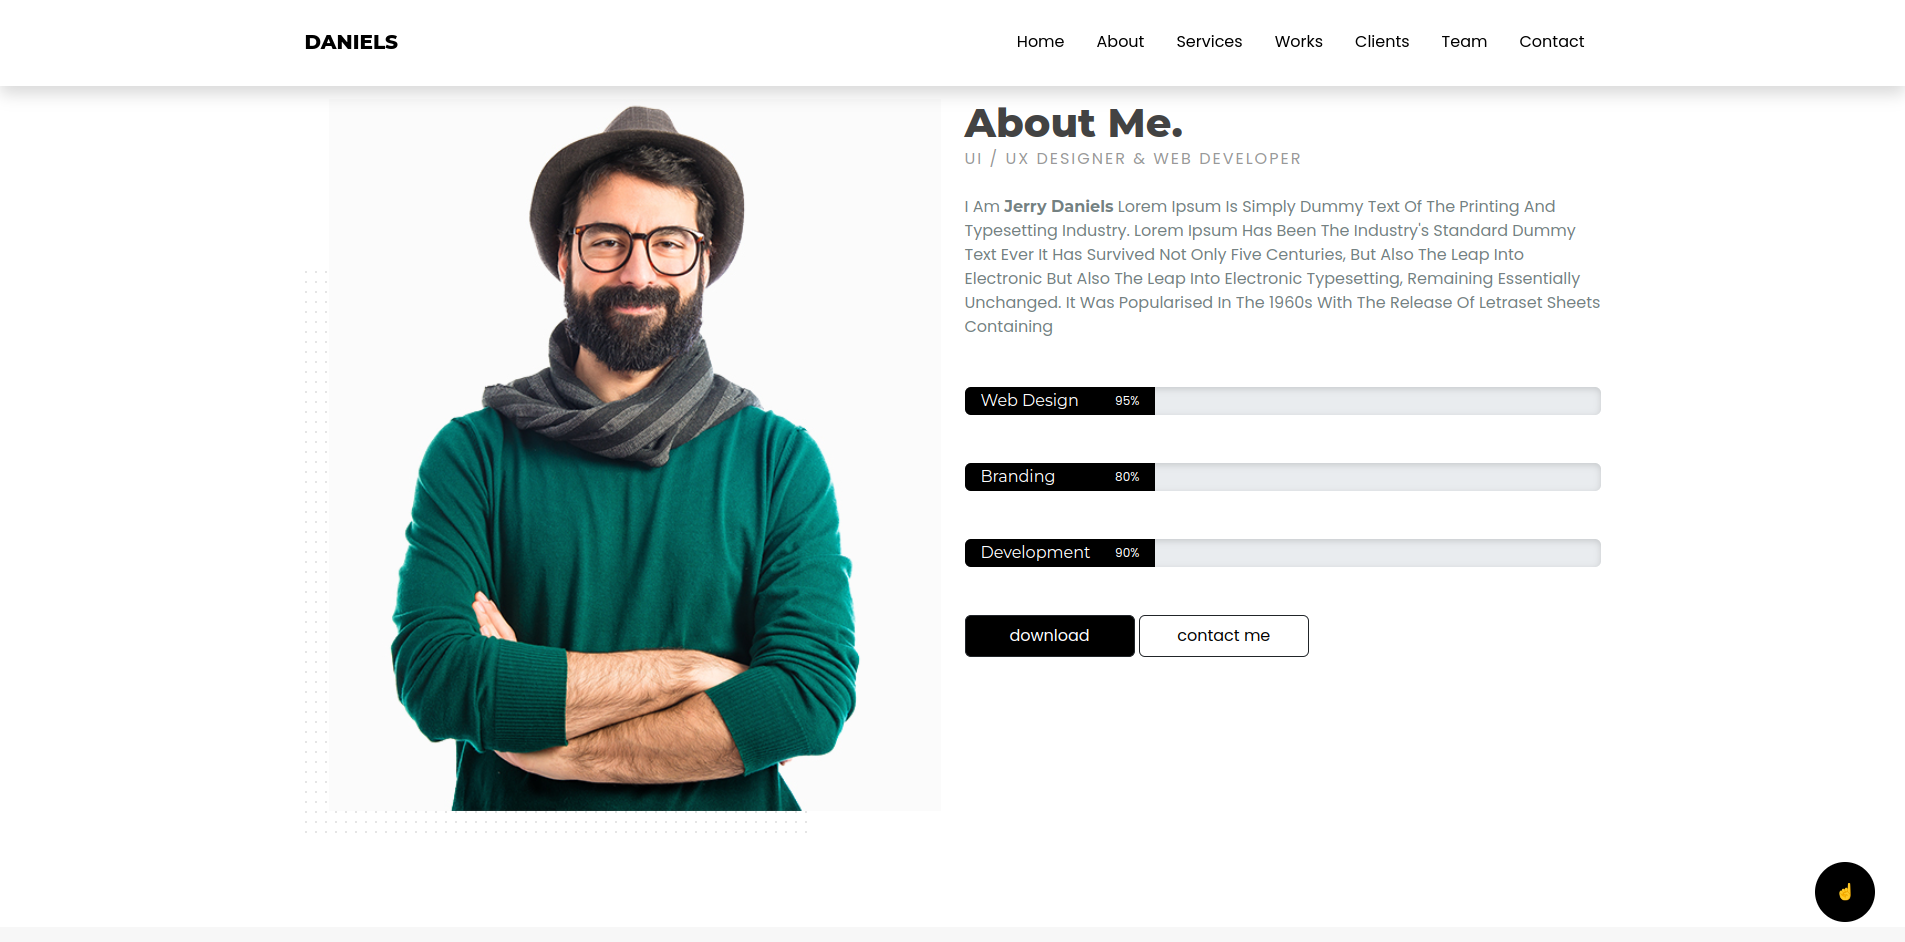 DANIELS
Home About Services Works Clients Team Contact
About Me.
UI / UX DESIGNER & WEB DEVELOPER
I Am Jerry Daniels Lorem Ipsum Is Simply Dummy Text Of The Printing And
Typesetting Industry. Lorem Ipsum Has Been The Industry's Standard Dummy
Text Ever It Has Survived Not Only Five Centuries, But Also The Leap Into
Electronic But Also The Leap Into Electronic Typesetting, Remaining Essentially
Unchanged. It Was Popularised In The 1960s With The Release Of Letraset Sheets
Containing
Web Design 95%
Branding 80%
Development 90%
download contact me